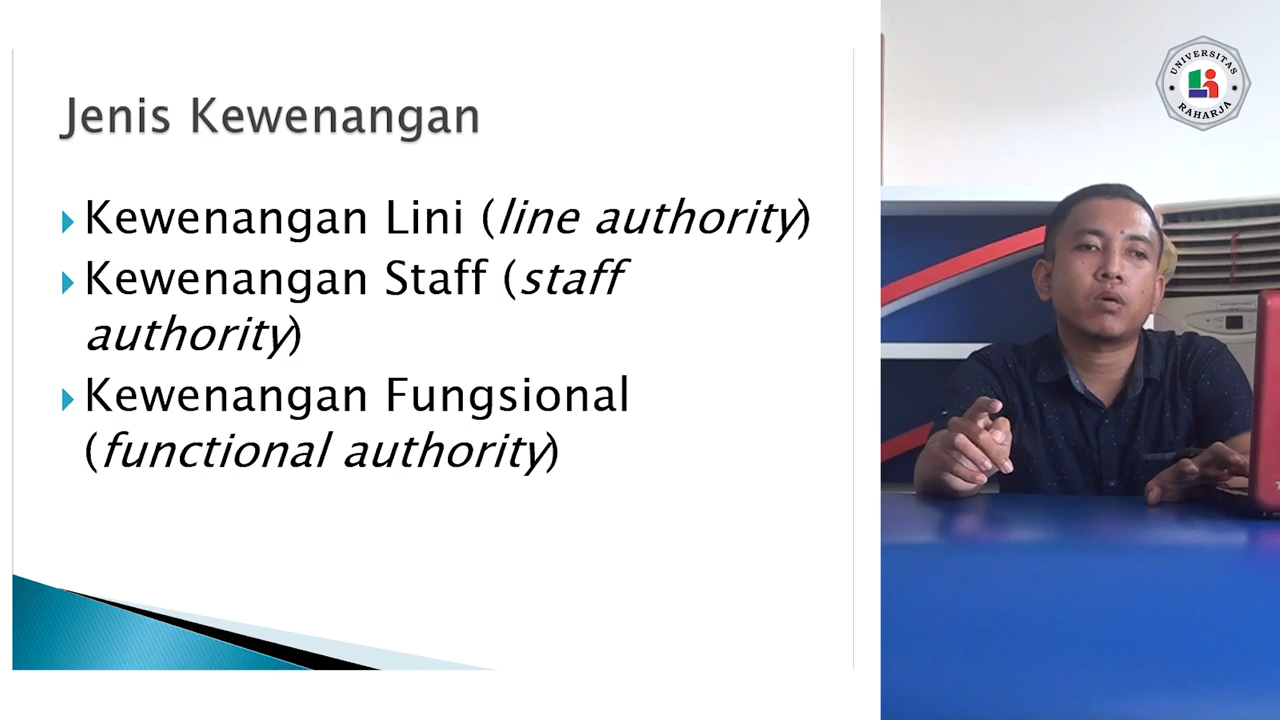 Jenis Kewenangan
Kewenangan Lini (line authority)
Kewenangan Staff (staff
authority)
Kewenangan Fungsional
(functional authority)
UNIVERSITAS
RAHARJA